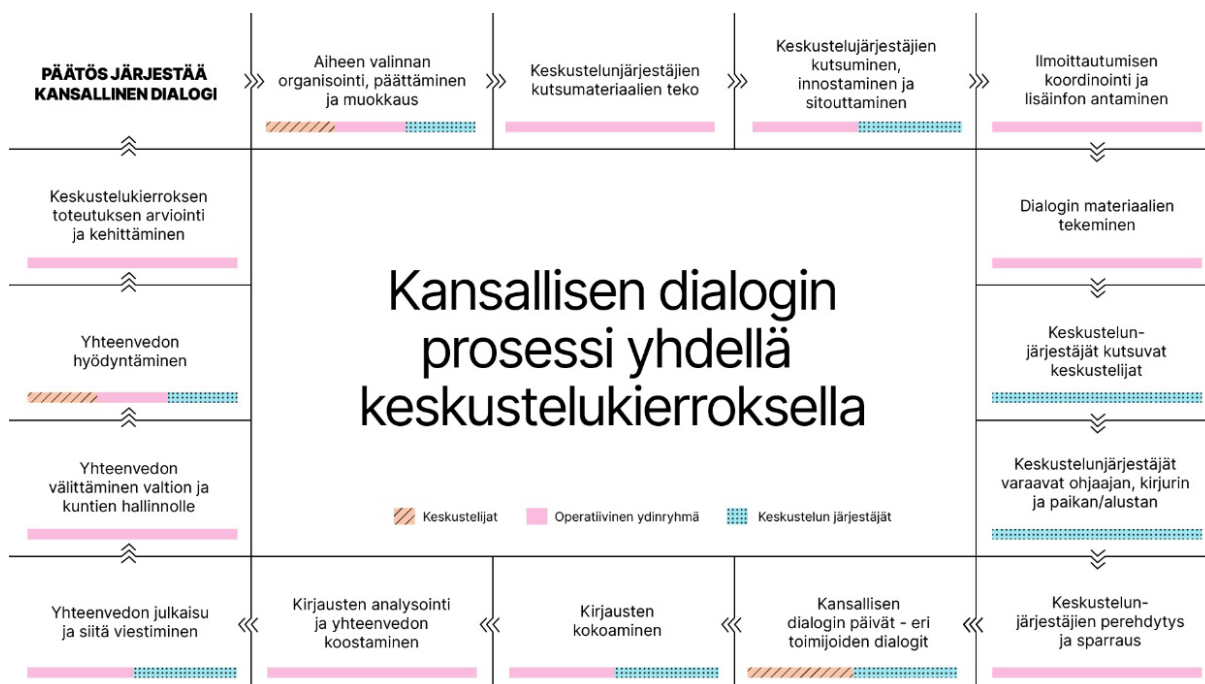 PÄÄTÖS JÄRJESTÄÄ
KANSALLINEN DIALOGI
Aiheen valinnan
organisointi, päättäminen
ja muokkaus
Keskustelunjärjestäjien
kutsumateriaalien teko
Keskustelujärjestäjien
kutsuminen,
innostaminen ja
sitouttaminen
Ilmoittautumisen
koordinointi ja
lisäinfon antaminen
Dialogin materiaalien
tekeminen
Keskustelun-
järjestäjät kutsuvat
keskustelijat
Keskustelunjärjestäjät
varaavat ohjaajan, kirjurin
ja paikan/alustan
Keskustelun-
järjestäjien perehdytys
ja sparraus
Kansallisen
dialogin päivät - eri
toimijoiden dialogit
Kirjausten
kokoaminen
Kirjausten analysointi
ja yhteenvedon
koostaminen
Yhteenvedon julkaisu
ja siitä viestiminen
Yhteenvedon
välittäminen valtion ja
kuntien hallinnolle
Yhteenvedon
hyödyntäminen
Keskustelukierroksen
toteutuksen arviointi
ja kehittäminen
Kansallisen dialogin
prosessi yhdellä
keskustelukierroksella
Keskustelijat
Operatiivinen ydinryhmä
Keskustelun järjestäjät